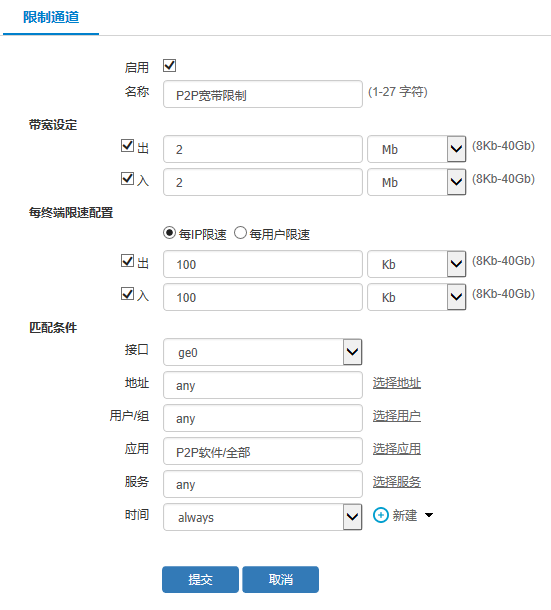 限制通道
启用
名称 P2P宽带限制 (1-27 字符)
带宽设定
出 2 Mb (8Kb-40Gb)
入 2 Mb (8Kb-40Gb)
每终端限速配置
每IP限速 每用户限速
出 100 Kb (8Kb-40Gb)
入 100 Kb (8Kb-40Gb)
匹配条件
接口 ge0
地址 any 选择地址
用户/组 any 选择用户
应用 P2P软件/全部 选择应用
服务 any 选择服务
时间 always 新建
提交 取消